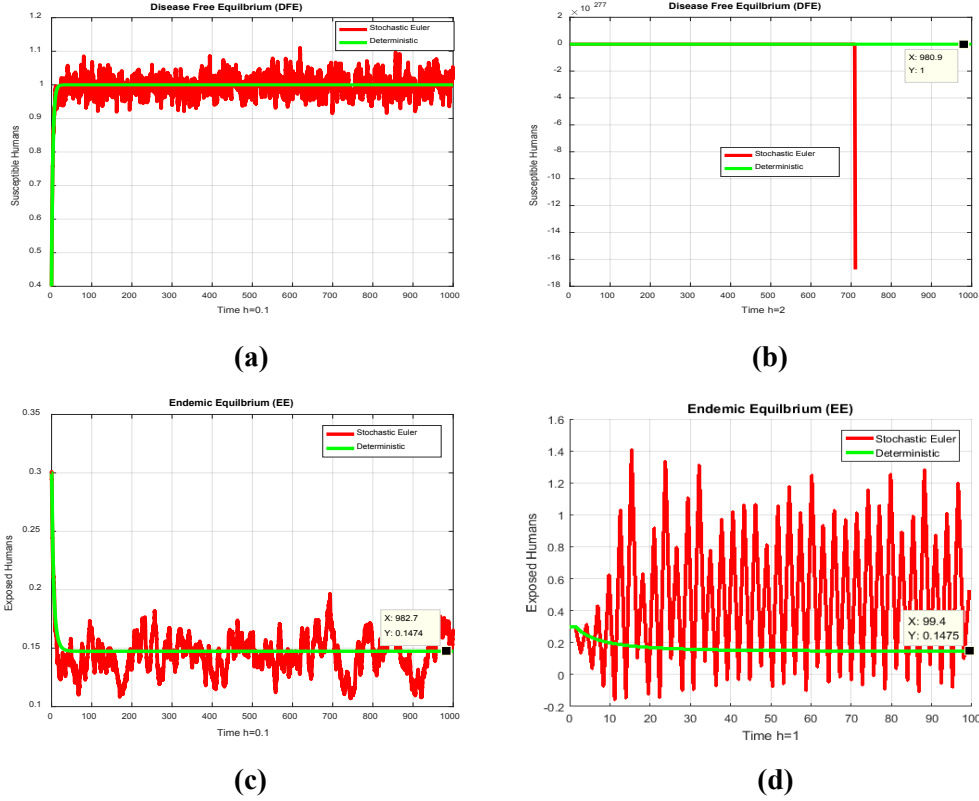 Disease Free Equilbrium (DFE)
Susceptible Humans
1.2
1.1
1
0.9
0.8
0.7
0.6
0.5
0.4
Stochastic Euler
Deterministic
0 100 200 300 400 500 600 700 800 900 1000
Time h=0.1
(a)
Disease Free Equilbrium (DFE)
× 10 277
Susceptible Humans
2
0
-2
-4
-6
-8
-10
-12
-14
-16
-18
X: 980.9
Y: 1
Stochastic Euler
Deterministic
0 100 200 300 400 500 600 700 800 900 1000
Time h=2
(b)
Endemic Equilbrium (EE)
Exposed Humans
0.35
0.3
0.25
0.2
0.15
0.1
Stochastic Euler
Deterministic
X: 982.7
Y: 0.1474
0 100 200 300 400 500 600 700 800 900 1000
Time h=0.1
(c)
Endemic Equilbrium (EE)
Exposed Humans
1.6
1.4
1.2
1
0.8
0.6
0.4
0.2
0
-0.2
Stochastic Euler
Deterministic
X: 99.4
Y: 0.1475
0 10 20 30 40 50 60 70 80 90 100
Time h=1
(d)